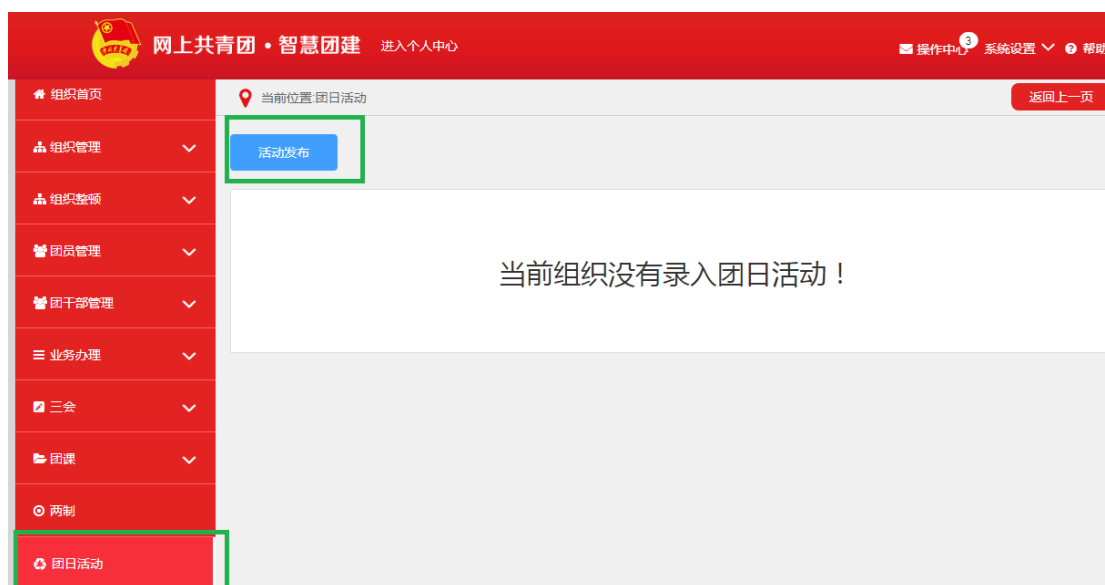 网上共青团·智慧团建 进入个人中心 操作中心 3 系统设置 帮助
组织首页
当前位置:团日活动 返回上一页
组织管理
活动发布
组织整顿
团员管理
当前组织没有录入团日活动！
团干部管理
业务办理
三会
团课
两制
团日活动